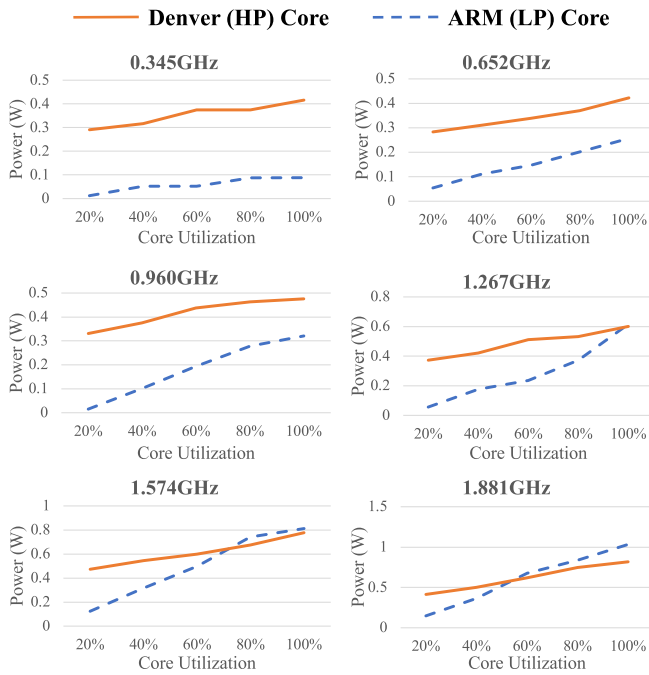 Denver (HP) Core ARM (LP) Core
0.345GHz
Power (W)
0.5
0.4
0.3
0.2
0.1
0
20% 40% 60% 80% 100%
Core Utilization
0.652GHz
Power (W)
0.5
0.4
0.3
0.2
0.1
0
20% 40% 60% 80% 100%
Core Utilization
0.960GHz
Power (W)
0.5
0.4
0.3
0.2
0.1
0
20% 40% 60% 80% 100%
Core Utilization
1.267GHz
Power (W)
0.8
0.6
0.4
0.2
0
20% 40% 60% 80% 100%
Core Utilization
1.574GHz
Power (W)
1
0.8
0.6
0.4
0.2
0
20% 40% 60% 80% 100%
Core Utilization
1.881GHz
Power (W)
1.5
1
0.5
0
20% 40% 60% 80% 100%
Core Utilization